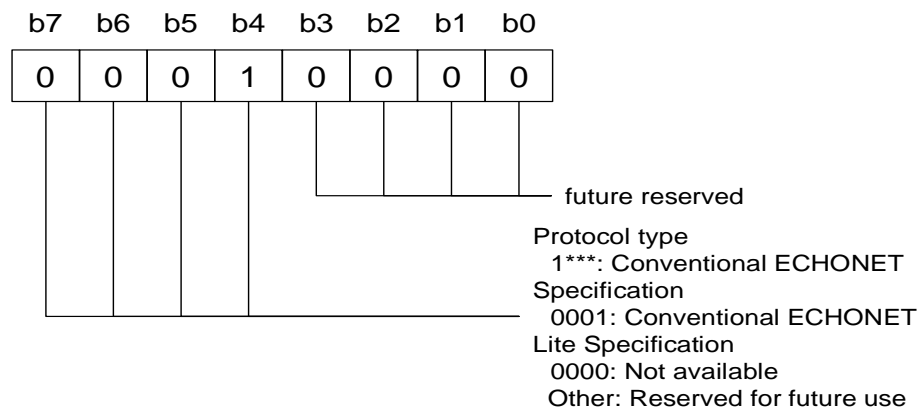 b7 b6 b5 b4 b3 b2 b1 b0
0 0 0 1 0 0 0 0
future reserved
Protocol type
1***: Conventional ECHONET
Specification
0001: Conventional ECHONET
Lite Specification
0000: Not available
Other: Reserved for future use